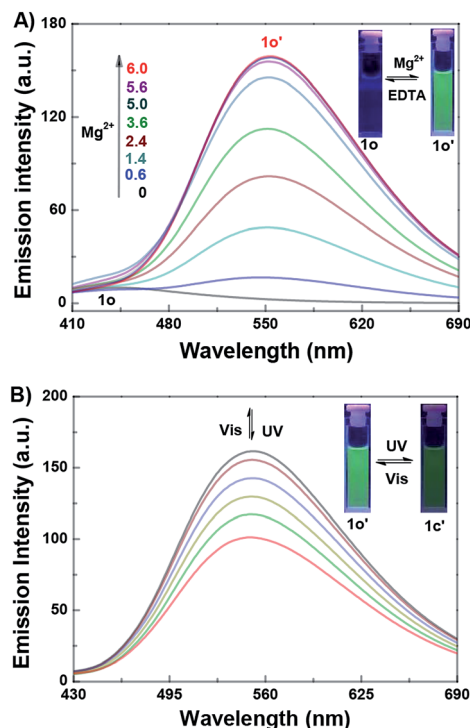 A)
180
120
60
0
Emission intensity (a.u.)
Mg2+
6.0
5.6
5.0
3.6
2.4
1.4
0.6
0
1o'
1o
Mg2+
EDTA
1o
1o'
410 480 550 625 690
Wavelength (nm)
B)
200
150
100
50
0
Emission Intensity (a.u.)
Vis UV
UV
Vis
1o'
1c'
430 495 560 625 690
Wavelength (nm)